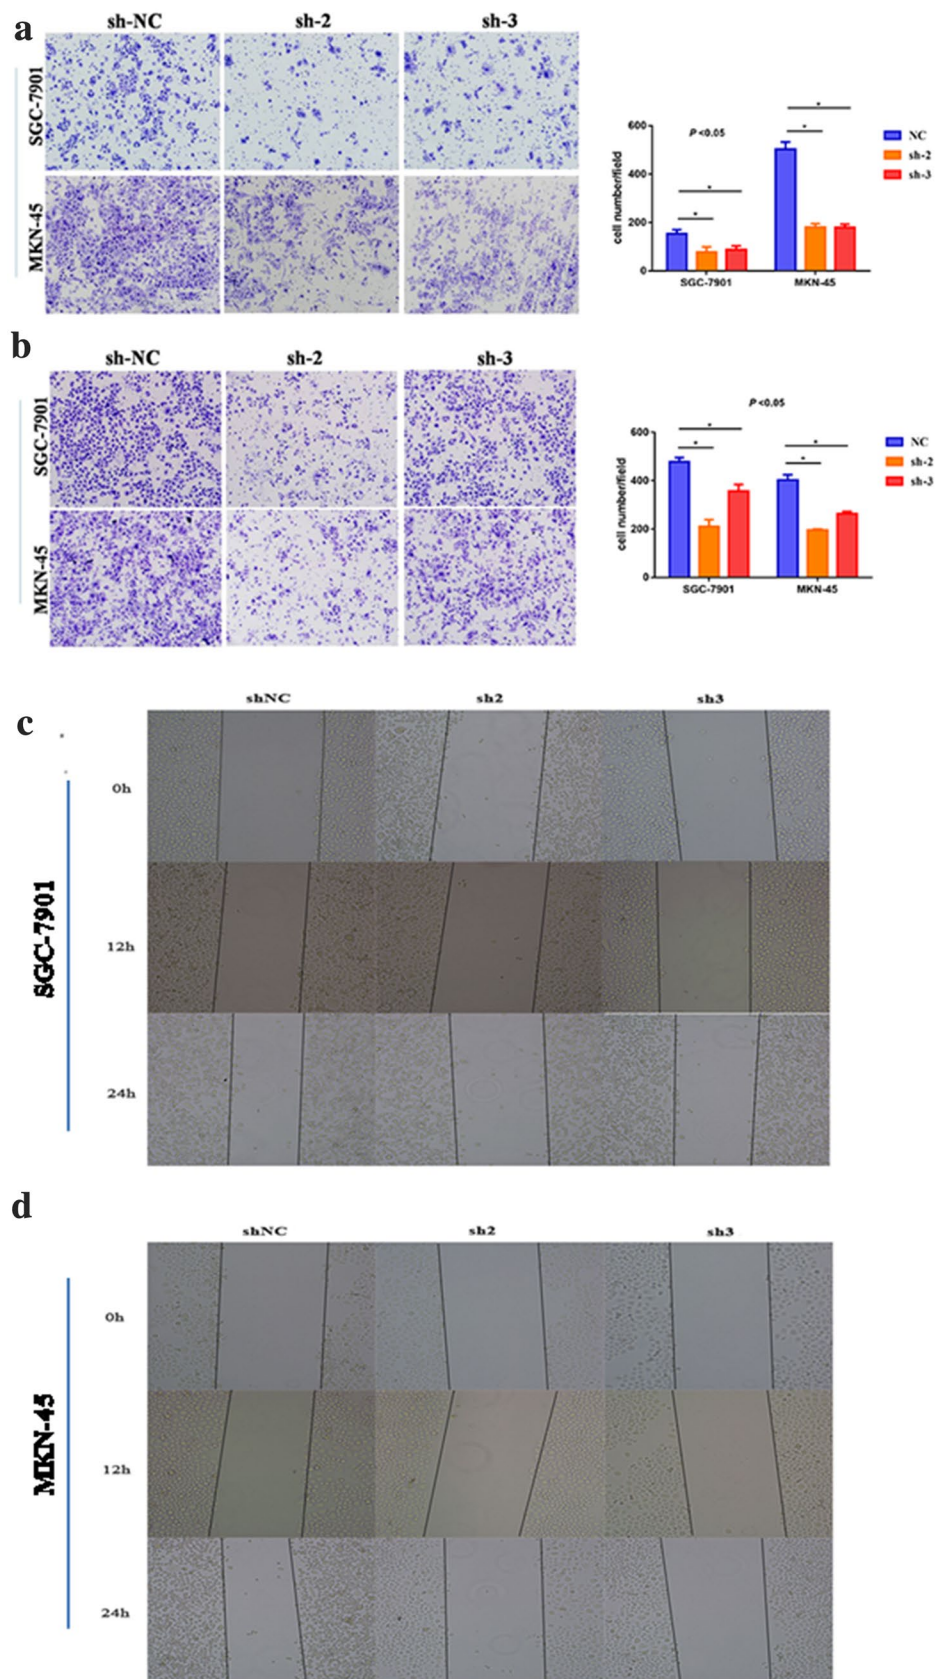 a
sh-NC sh-2 sh-3
SGC-7901
MKN-45
cell number/field
600
400
200
0
P <0.05
*
*
*
*
SGC-7901 MKN-45
NC
sh-2
sh-3
b
sh-NC sh-2 sh-3
SGC-7901
MKN-45
cell number/field
600
400
200
0
P <0.05
*
*
*
*
SGC-7901 MKN-45
NC
sh-2
sh-3
c
shNC sh2 sh3
SGC-7901
0h
12h
24h
d
shNC sh2 sh3
MKN-45
0h
12h
24h